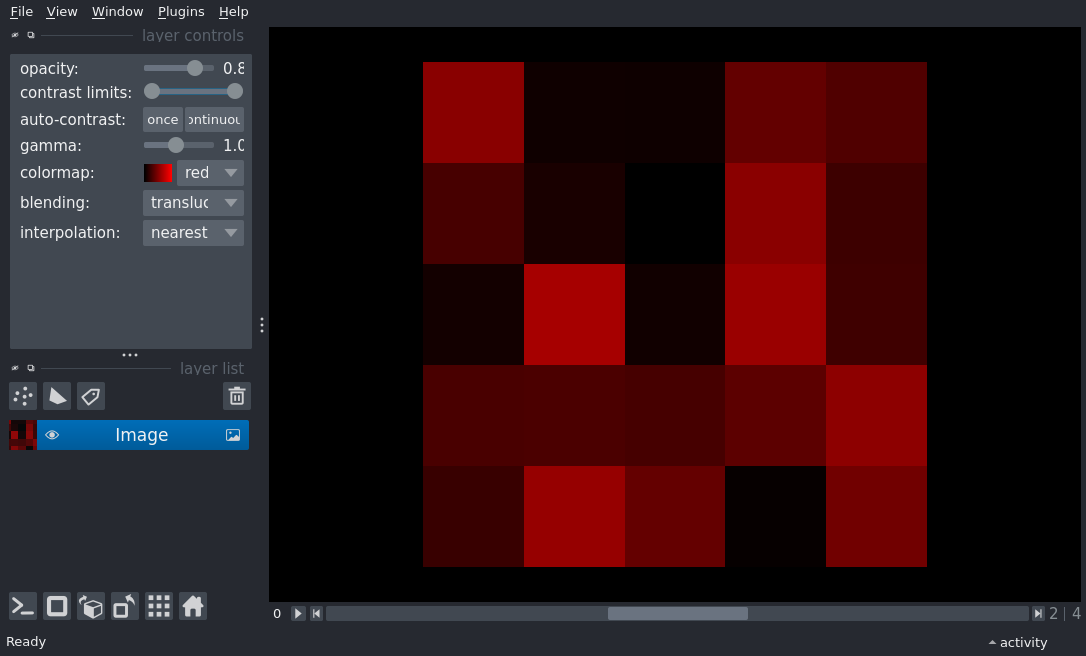 File View Window Plugins Help
layer controls
opacity: 0.8
contrast limits:
auto-contrast: once ontinuou
gamma: 1.0
colormap: red
blending: transluc
interpolation: nearest
layer list
Image
0 2 | 4
Ready activity